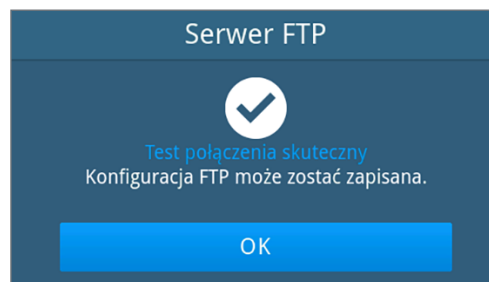 Serwer FTP
Test połączenia skuteczny
Konfiguracja FTP może zostać zapisana.
OK